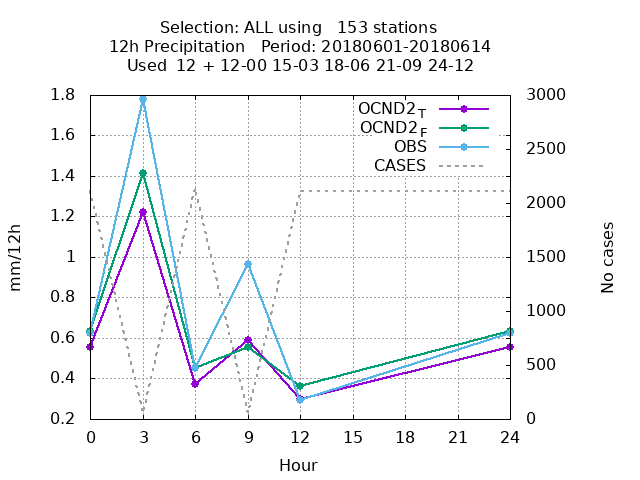 Selection: ALL using   153 stations
12h Precipitation   Period: 20180601-20180614
Used  12 + 12-00 15-03 18-06 21-09 24-12
OCND2T
OCND2F
OBS
CASES
1.8
1.6
1.4
1.2
1
0.8
0.6
0.4
0.2
3000
2500
2000
1500
1000
500
0
mm/12h
No cases
0 3 6 9 12 15 18 21 24
Hour